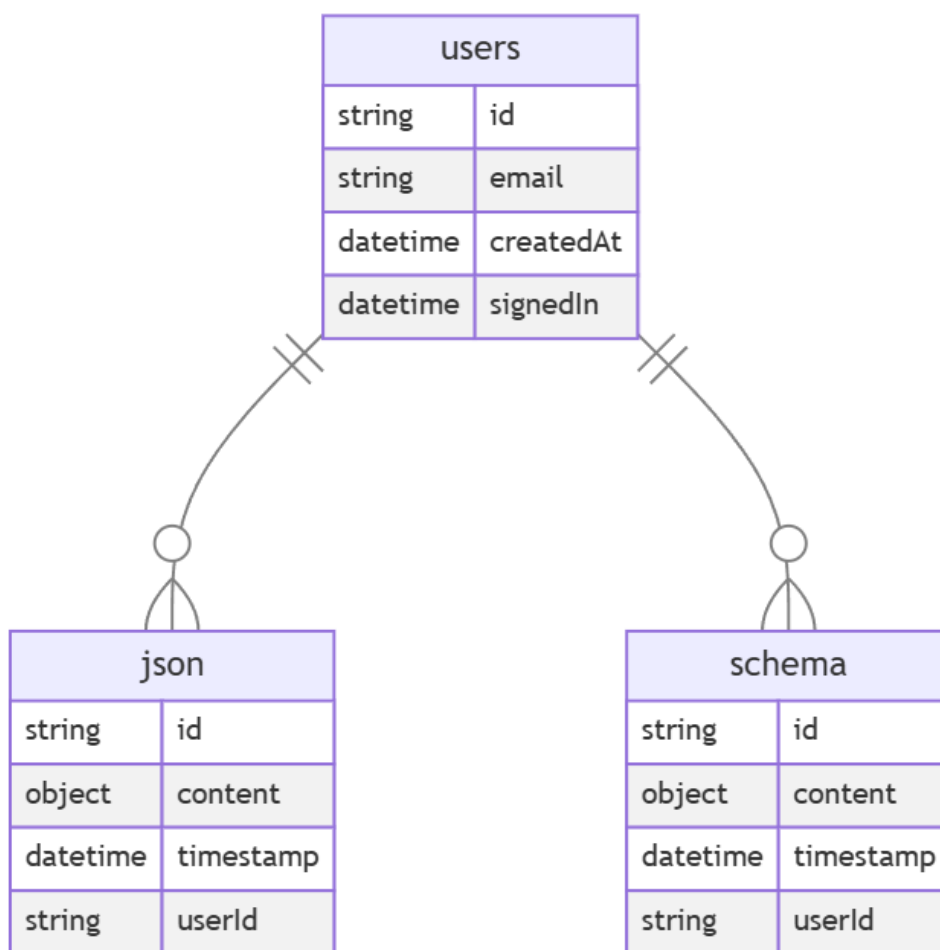 users
string id
string email
datetime createdAt
datetime signedIn
json
string id
object content
datetime timestamp
string userId
schema
string id
object content
datetime timestamp
string userId